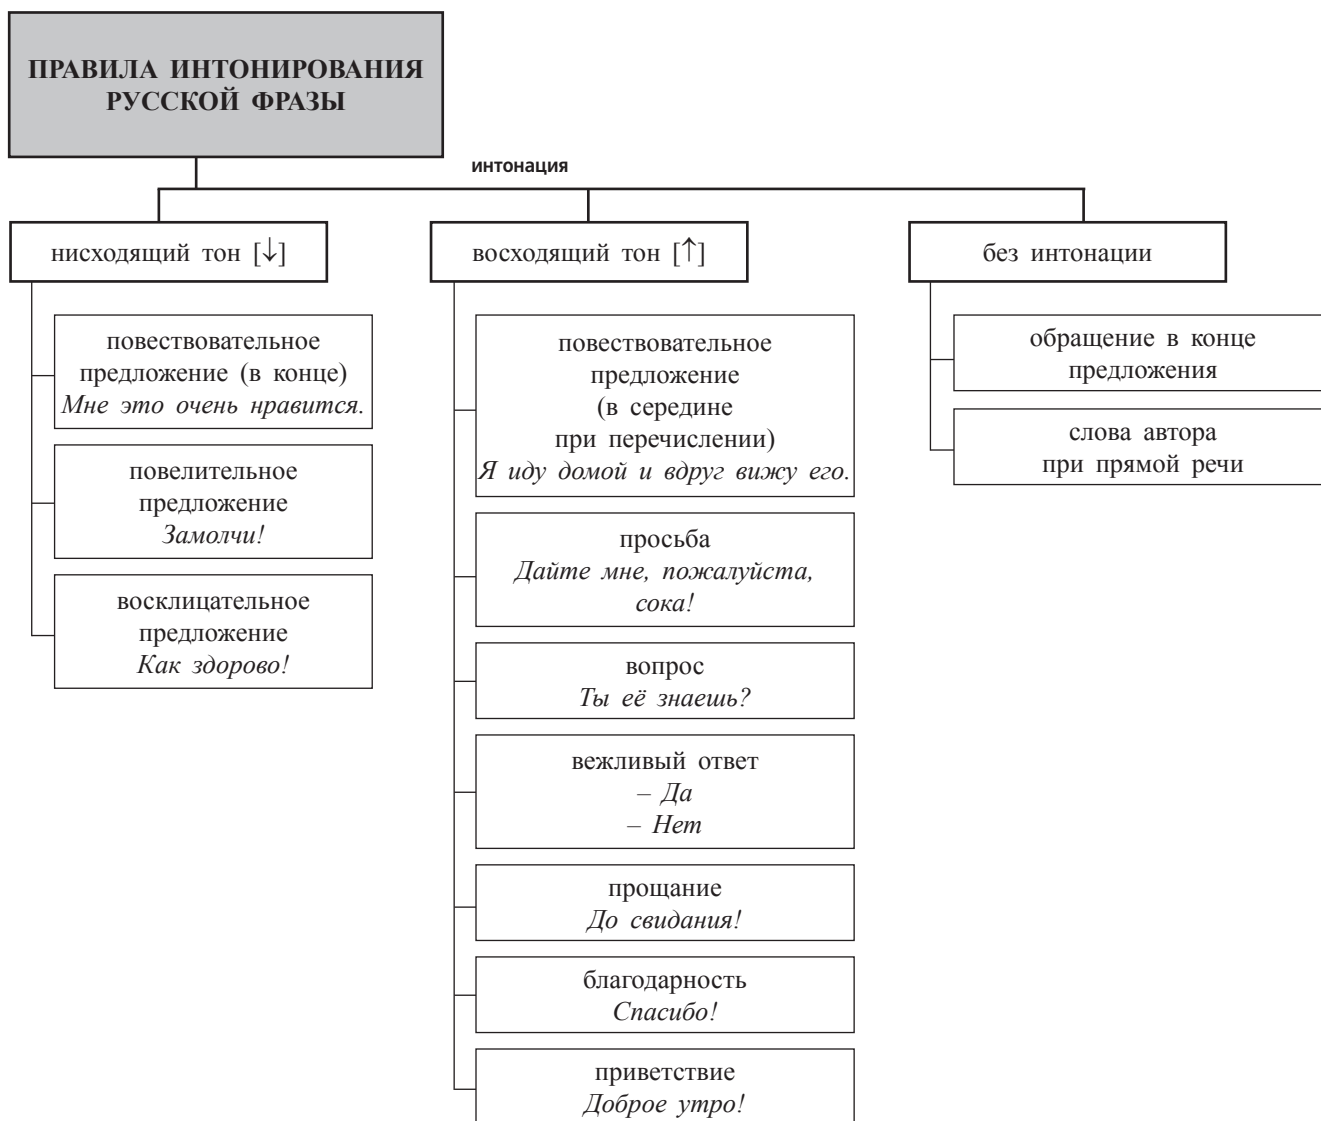 ПРАВИЛА ИНТОНИРОВАНИЯ
РУССКОЙ ФРАЗЫ
интонация
нисходящий тон [↓]
повествовательное
предложение (в конце)
Мне это очень нравится.
повелительное
предложение
Замолчи!
восклицательное
предложение
Как здорово!
восходящий тон [↑]
повествовательное
предложение
(в середине
при перечислении)
Я иду домой и вдруг вижу его.
просьба
Дайте мне, пожалуйста,
сока!
вопрос
Ты её знаешь?
вежливый ответ
– Да
– Нет
прощание
До свидания!
благодарность
Спасибо!
приветствие
Доброе утро!
без интонации
обращение в конце
предложения
слова автора
при прямой речи